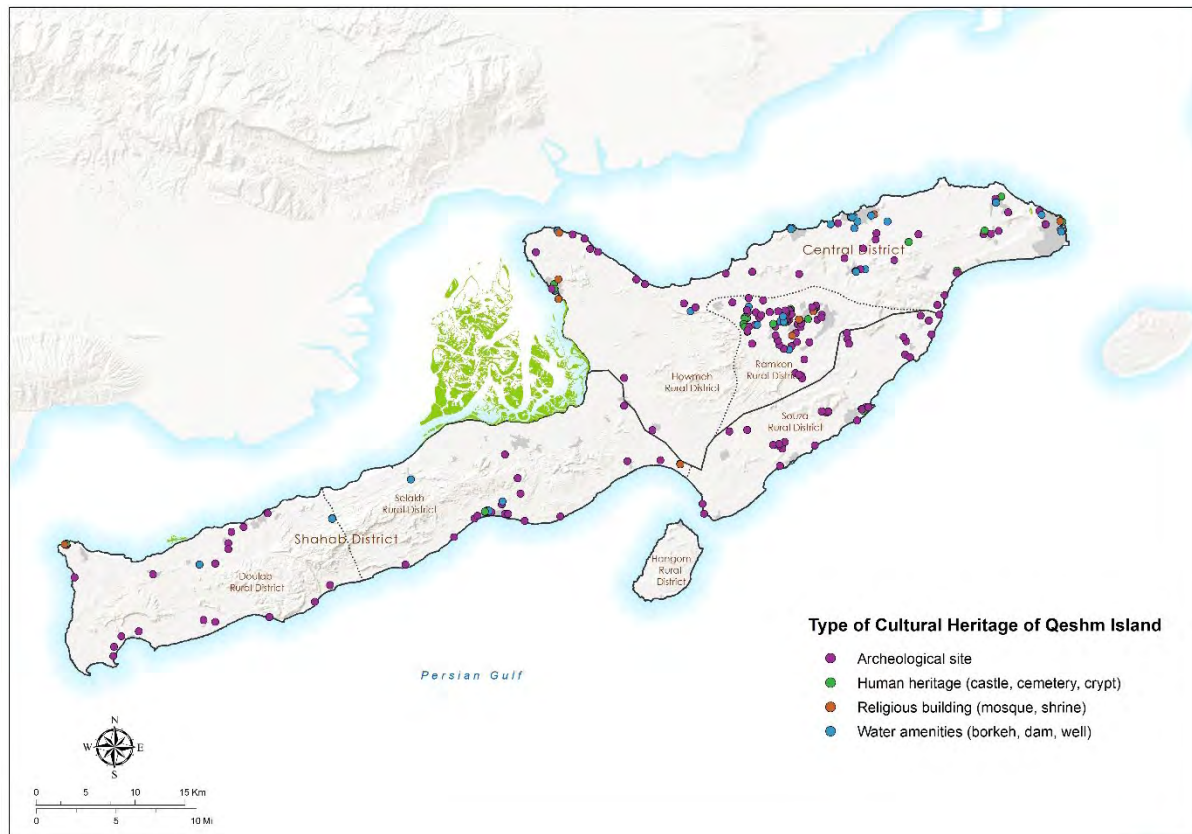 Central District
Howmeh
Rural District
Ramkon
Rural District
Souza
Rural District
Salakh
Rural District
Shahab District
Doulab
Rural District
Hangom
Rural
District
Persian Gulf
Type of Cultural Heritage of Qeshm Island
Archeological site
Human heritage (castle, cemetery, crypt)
Religious building (mosque, shrine)
Water amenities (borkeh, dam, well)
N
W E
S
0 5 10 15 Km
0 5 10 Mi